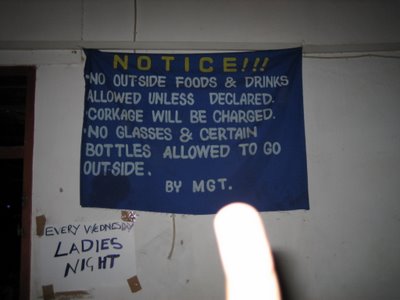 NOTICE!!!
•NO OUTSIDE FOODS & DRINKS
ALLOWED UNLESS DECLARED.
•CORKAGE WILL BE CHARGED.
•NO GLASSES & CERTAIN
BOTTLES ALLOWED TO GO
OUTSIDE.
BY MGT.
EVERY WEDNESDAY
LADIES
NIGHT